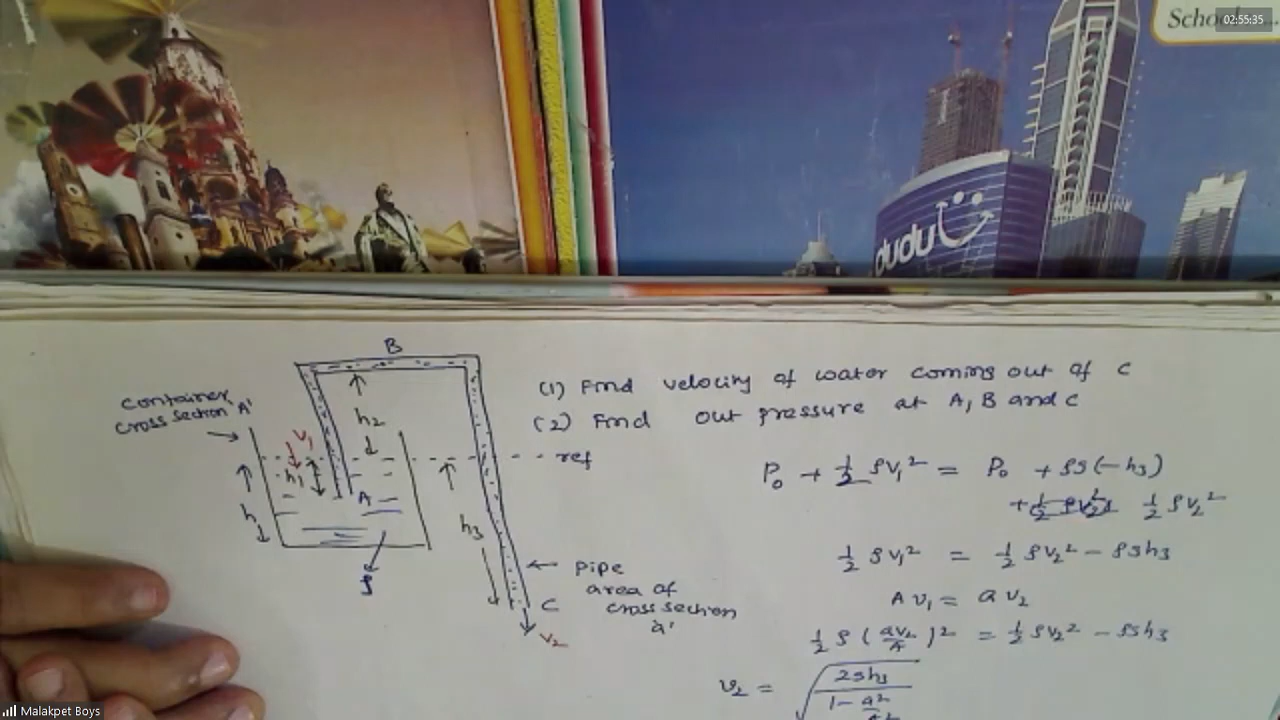 School
02:55:35
dudu
B
Container
cross section 'A'
v₁
h₂
ref
h₁
A
h
h₃
ρ
C
v₂
Pipe
area of
cross section
'a'
(1) Find velocity of water coming out of C
(2) Find out pressure at A, B and C
P₀ + ½ ρv₁² = P₀ + ρg(-h₃)
+ ½ ρv₂²
½ ρv₁² = ½ ρv₂² - ρgh₃
A v₁ = a v₂
½ ρ (av₂/A)² = ½ ρv₂² - ρgh₃
v₂ = √(2gh₃ / 1 - a²/A²)
Malakpet Boys